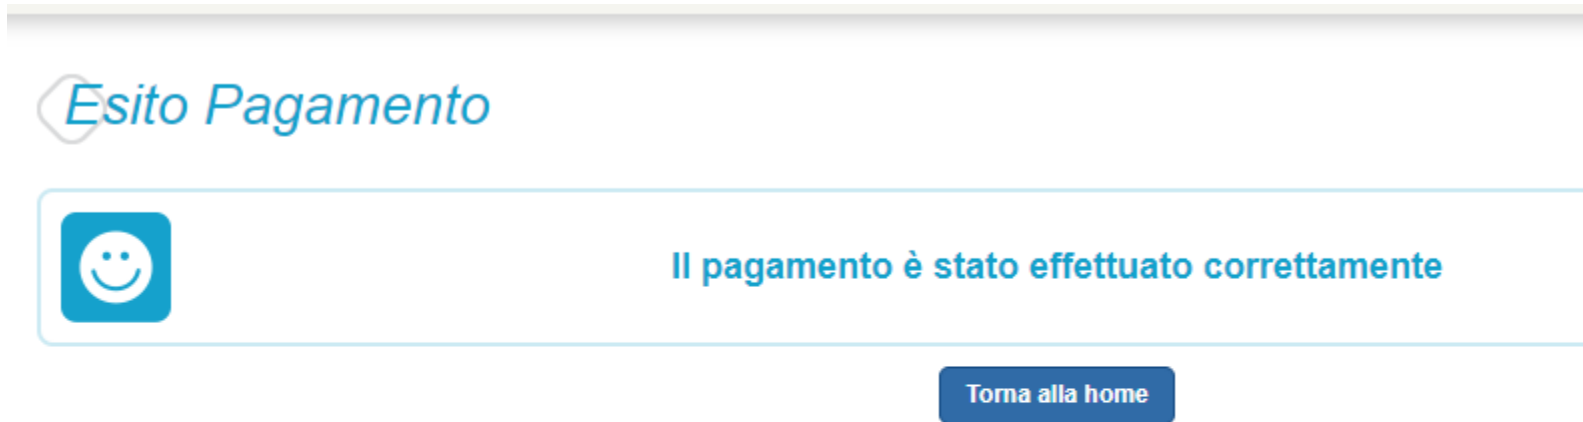 Esito Pagamento
Il pagamento è stato effettuato correttamente
Torna alla home